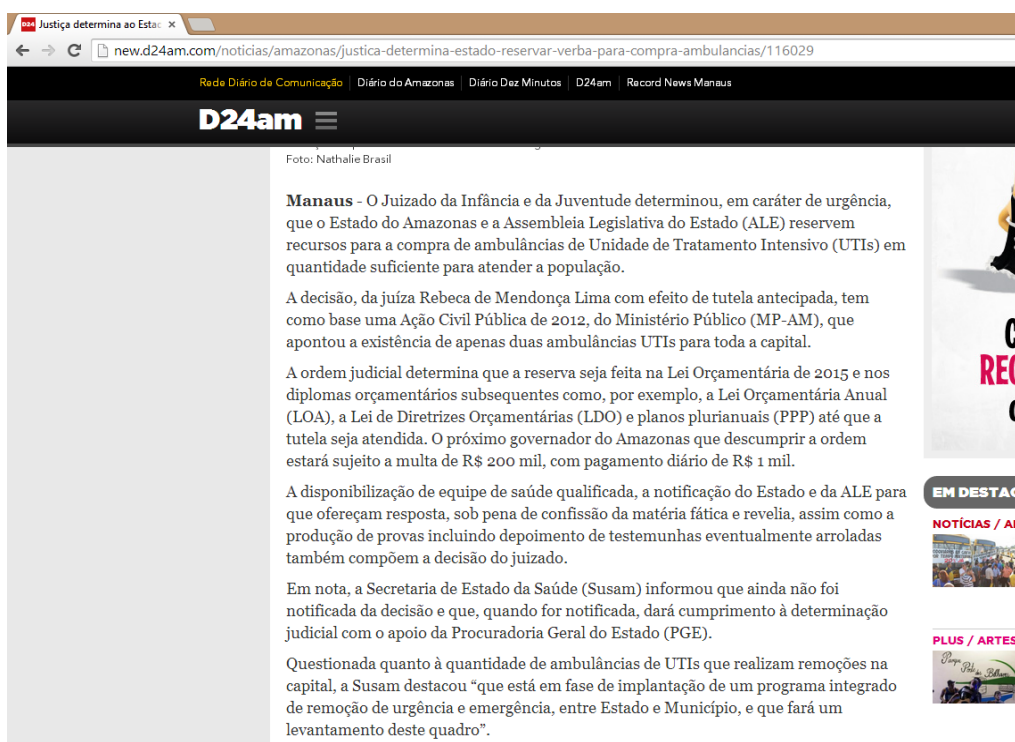 D24 Justiça determina ao Estac ×
new.d24am.com/noticias/amazonas/justica-determina-estado-reservar-verba-para-compra-ambulancias/116029
Rede Diário de Comunicação Diário do Amazonas Diário Dez Minutos D24am Record News Manaus
D24am
Foto: Nathalie Brasil
Manaus - O Juizado da Infância e da Juventude determinou, em caráter de urgência,
que o Estado do Amazonas e a Assembleia Legislativa do Estado (ALE) reservem
recursos para a compra de ambulâncias de Unidade de Tratamento Intensivo (UTIs) em
quantidade suficiente para atender a população.
A decisão, da juíza Rebeca de Mendonça Lima com efeito de tutela antecipada, tem
como base uma Ação Civil Pública de 2012, do Ministério Público (MP-AM), que
apontou a existência de apenas duas ambulâncias UTIs para toda a capital.
A ordem judicial determina que a reserva seja feita na Lei Orçamentária de 2015 e nos
diplomas orçamentários subsequentes como, por exemplo, a Lei Orçamentária Anual
(LOA), a Lei de Diretrizes Orçamentárias (LDO) e planos plurianuais (PPP) até que a
tutela seja atendida. O próximo governador do Amazonas que descumprir a ordem
estará sujeito a multa de R$ 200 mil, com pagamento diário de R$ 1 mil.
A disponibilização de equipe de saúde qualificada, a notificação do Estado e da ALE para
que ofereçam resposta, sob pena de confissão da matéria fática e revelia, assim como a
produção de provas incluindo depoimento de testemunhas eventualmente arroladas
também compõem a decisão do juizado.
Em nota, a Secretaria de Estado da Saúde (Susam) informou que ainda não foi
notificada da decisão e que, quando for notificada, dará cumprimento à determinação
judicial com o apoio da Procuradoria Geral do Estado (PGE).
Questionada quanto à quantidade de ambulâncias de UTIs que realizam remoções na
capital, a Susam destacou “que está em fase de implantação de um programa integrado
de remoção de urgência e emergência, entre Estado e Município, e que fará um
levantamento deste quadro”.
C
REC
C
EM DESTAC
NOTÍCIAS / A
PLUS / ARTES